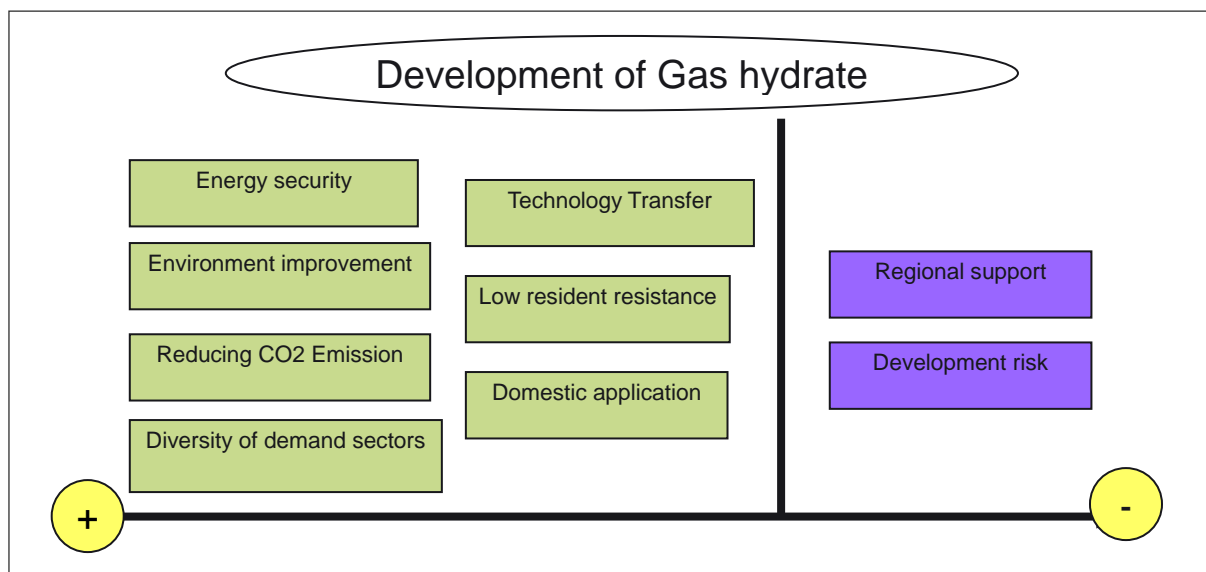 Development of Gas hydrate
Energy security
Environment improvement
Reducing CO2 Emission
Diversity of demand sectors
Technology Transfer
Low resident resistance
Domestic application
Regional support
Development risk
+
-